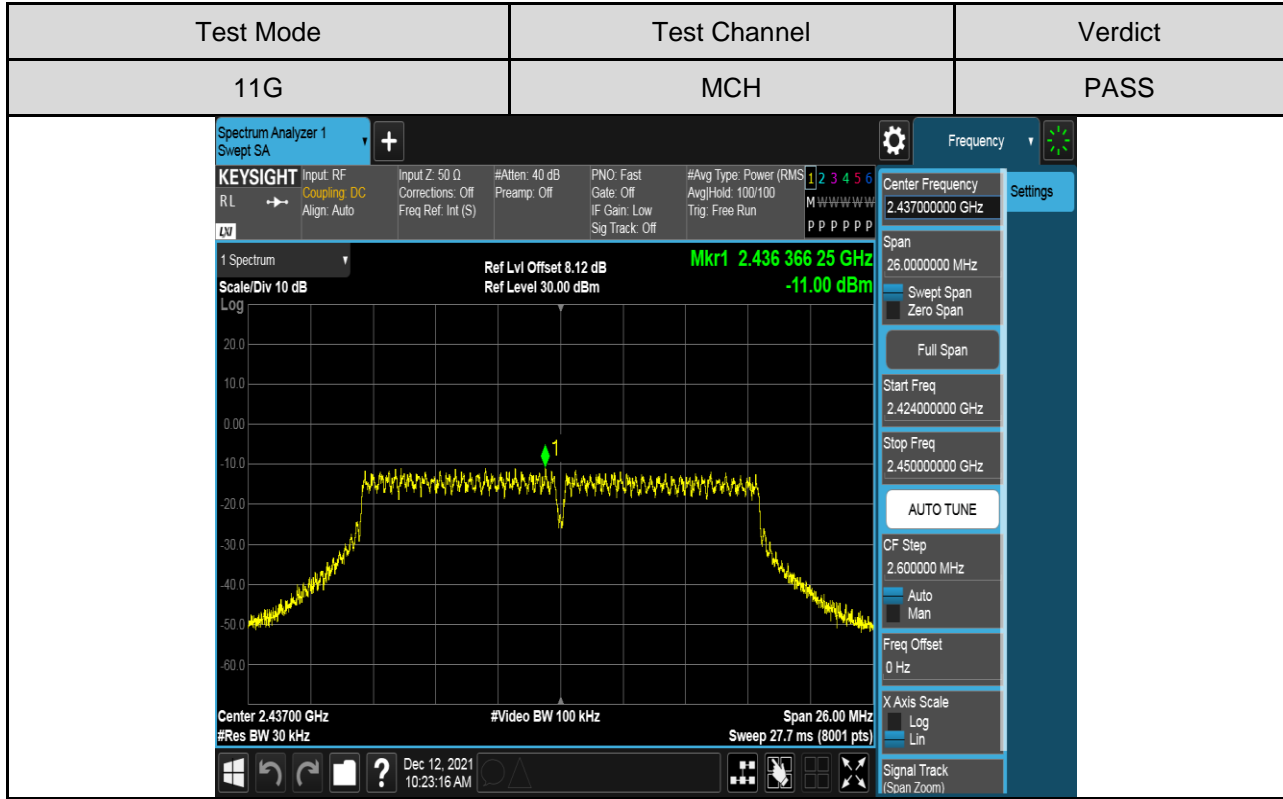 Test Mode Test Channel Verdict
11G MCH PASS
Spectrum Analyzer 1
Swept SA
+
Frequency
KEYSIGHT
RL
LXI
Input: RF
Coupling: DC
Align: Auto
Input Z: 50 Ω
Corrections: Off
Freq Ref: Int (S)
#Atten: 40 dB
Preamp: Off
PNO: Fast
Gate: Off
IF Gain: Low
Sig Track: Off
#Avg Type: Power (RMS
Avg|Hold: 100/100
Trig: Free Run
1 2 3 4 5 6
M W W W W W
P P P P P P
1 Spectrum
Scale/Div 10 dB
Ref Lvl Offset 8.12 dB
Ref Level 30.00 dBm
Mkr1 2.436 366 25 GHz
-11.00 dBm
Log
20.0
10.0
0.00
1
-10.0
-20.0
-30.0
-40.0
-50.0
-60.0
Center 2.43700 GHz
#Res BW 30 kHz
#Video BW 100 kHz
Span 26.00 MHz
Sweep 27.7 ms (8001 pts)
Center Frequency
2.437000000 GHz
Settings
Span
26.0000000 MHz
Swept Span
Zero Span
Full Span
Start Freq
2.424000000 GHz
Stop Freq
2.450000000 GHz
AUTO TUNE
CF Step
2.600000 MHz
Auto
Man
Freq Offset
0 Hz
X Axis Scale
Log
Lin
Signal Track
(Span Zoom)
?
Dec 12, 2021
10:23:16 AM